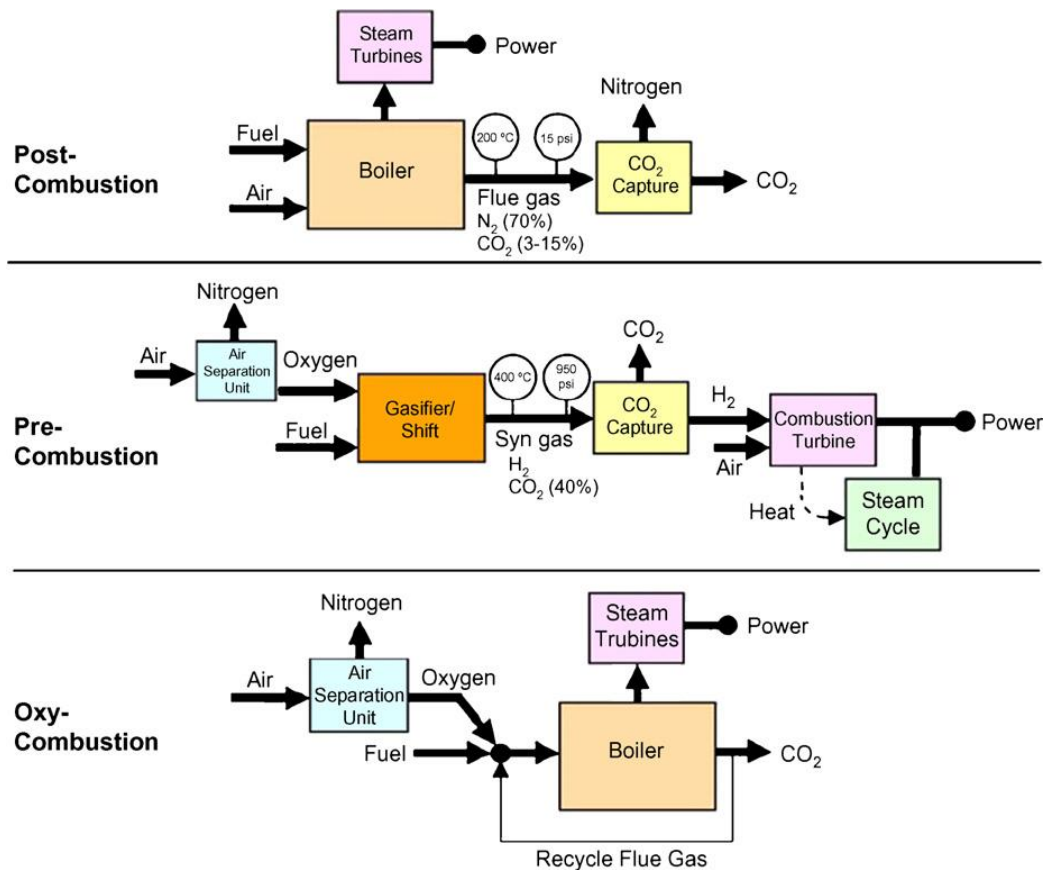 Steam
Turbines
Power
Nitrogen
Post-
Combustion
Fuel
Air
Boiler
200 ºC
15 psi
Flue gas
N₂ (70%)
CO₂ (3-15%)
CO₂
Capture
CO₂
Pre-
Combustion
Nitrogen
Air
Air
Separation
Unit
Oxygen
Fuel
Gasifier/
Shift
400 ºC
950
psi
Syn gas
H₂
CO₂ (40%)
CO₂
CO₂
Capture
H₂
Air
Combustion
Turbine
Power
Heat
Steam
Cycle
Oxy-
Combustion
Nitrogen
Air
Air
Separation
Unit
Oxygen
Fuel
Steam
Trubines
Power
Boiler
CO₂
Recycle Flue Gas